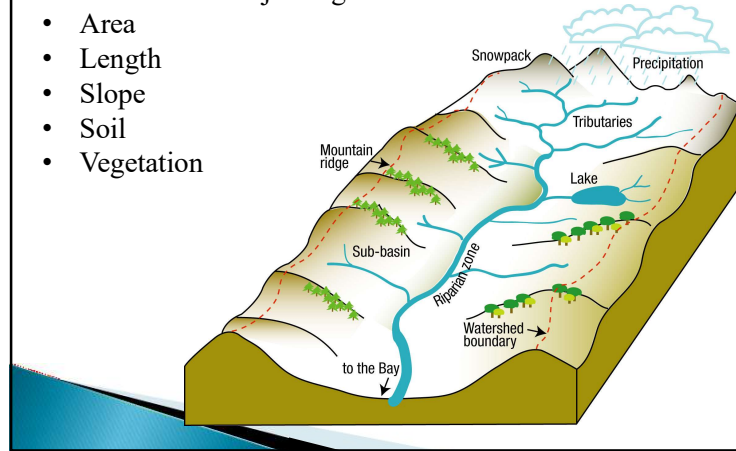 • Area
• Length
• Slope
• Soil
• Vegetation
Snowpack
Precipitation
Tributaries
Mountain
ridge
Lake
Sub-basin
Riparian zone
Watershed
boundary
to the Bay